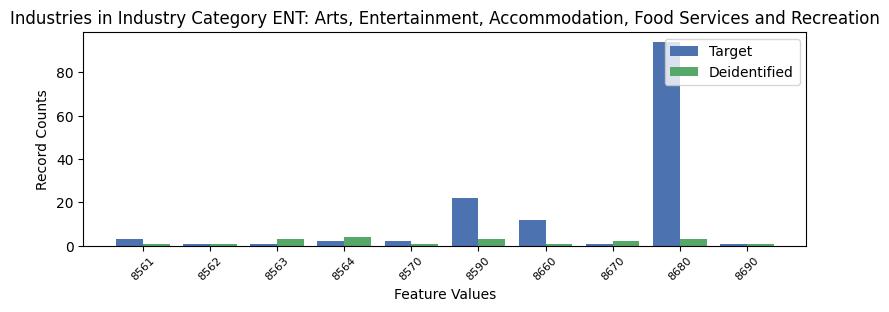 Industries in Industry Category ENT: Arts, Entertainment, Accommodation, Food Services and Recreation
Target
Deidentified
Record Counts
80
60
40
20
0
8561 8562 8563 8564 8570 8590 8660 8670 8680 8690
Feature Values